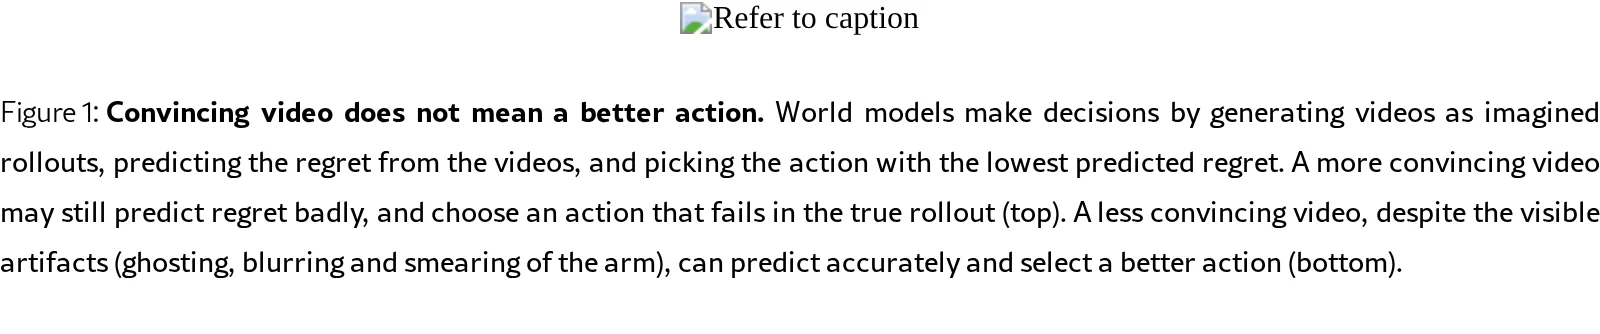 Refer to caption
Figure 1: Convincing video does not mean a better action. World models make decisions by generating videos as imagined
rollouts, predicting the regret from the videos, and picking the action with the lowest predicted regret. A more convincing video
may still predict regret badly, and choose an action that fails in the true rollout (top). A less convincing video, despite the visible
artifacts (ghosting, blurring and smearing of the arm), can predict accurately and select a better action (bottom).